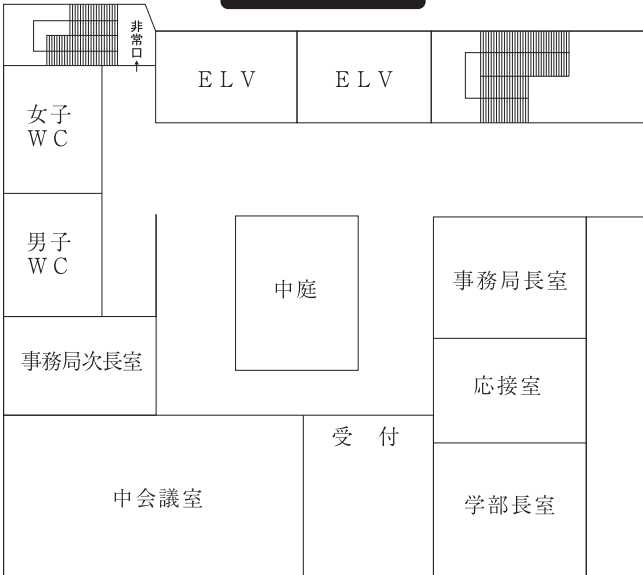 非常口↑
ELV
ELV
女子
WC
男子
WC
中庭
事務局長室
事務局次長室
応接室
受 付
中会議室
学部長室